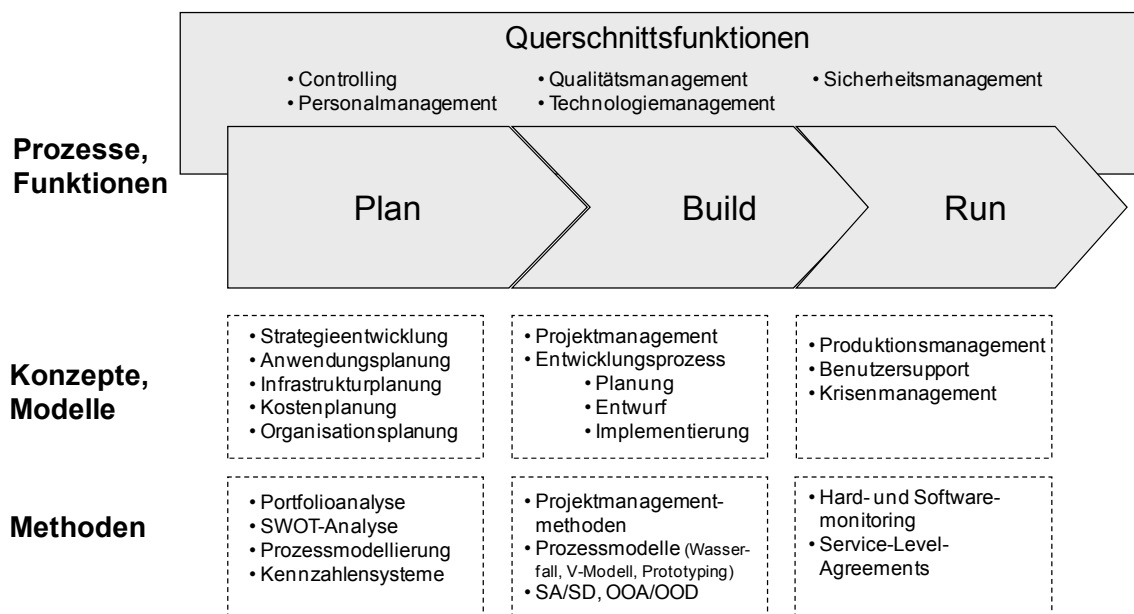 Querschnittsfunktionen
• Controlling
• Personalmanagement
• Qualitätsmanagement
• Technologiemanagement
• Sicherheitsmanagement
Prozesse,
Funktionen
Plan
Build
Run
Konzepte,
Modelle
• Strategieentwicklung
• Anwendungsplanung
• Infrastrukturplanung
• Kostenplanung
• Organisationsplanung
• Projektmanagement
• Entwicklungsprozess
• Planung
• Entwurf
• Implementierung
• Produktionsmanagement
• Benutzersupport
• Krisenmanagement
Methoden
• Portfolioanalyse
• SWOT-Analyse
• Prozessmodellierung
• Kennzahlensysteme
• Projektmanagement-
methoden
• Prozessmodelle (Wasser-
fall, V-Modell, Prototyping)
• SA/SD, OOA/OOD
• Hard- und Software-
monitoring
• Service-Level-
Agreements